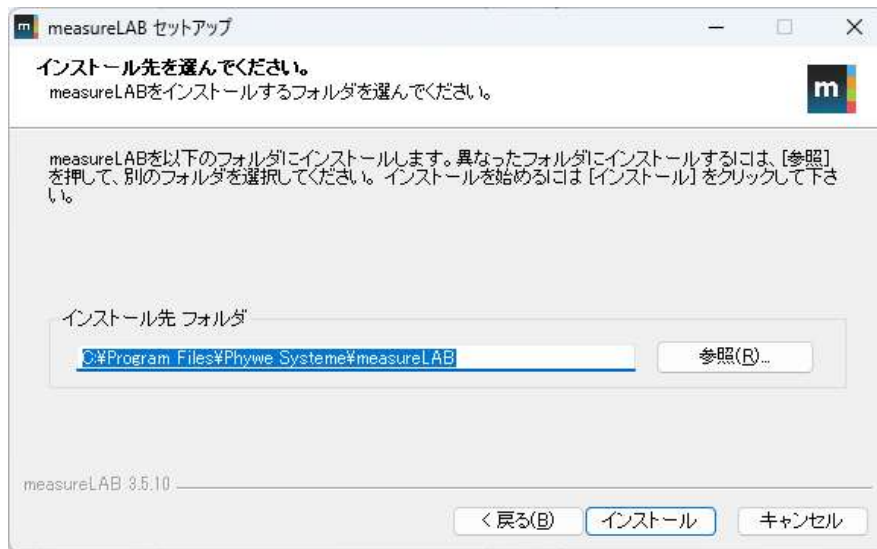 m measureLAB セットアップ
インストール先を選んでください。
measureLABをインストールするフォルダを選んでください。
m
measureLABを以下のフォルダにインストールします。異なったフォルダにインストールするには、[参照]
を押して、別のフォルダを選択してください。 インストールを始めるには [インストール] をクリックして下さ
い。
インストール先 フォルダ
C:¥Program Files¥Phywe Systeme¥measureLAB
参照(R)...
measureLAB 3.5.10
< 戻る(B)
インストール
キャンセル